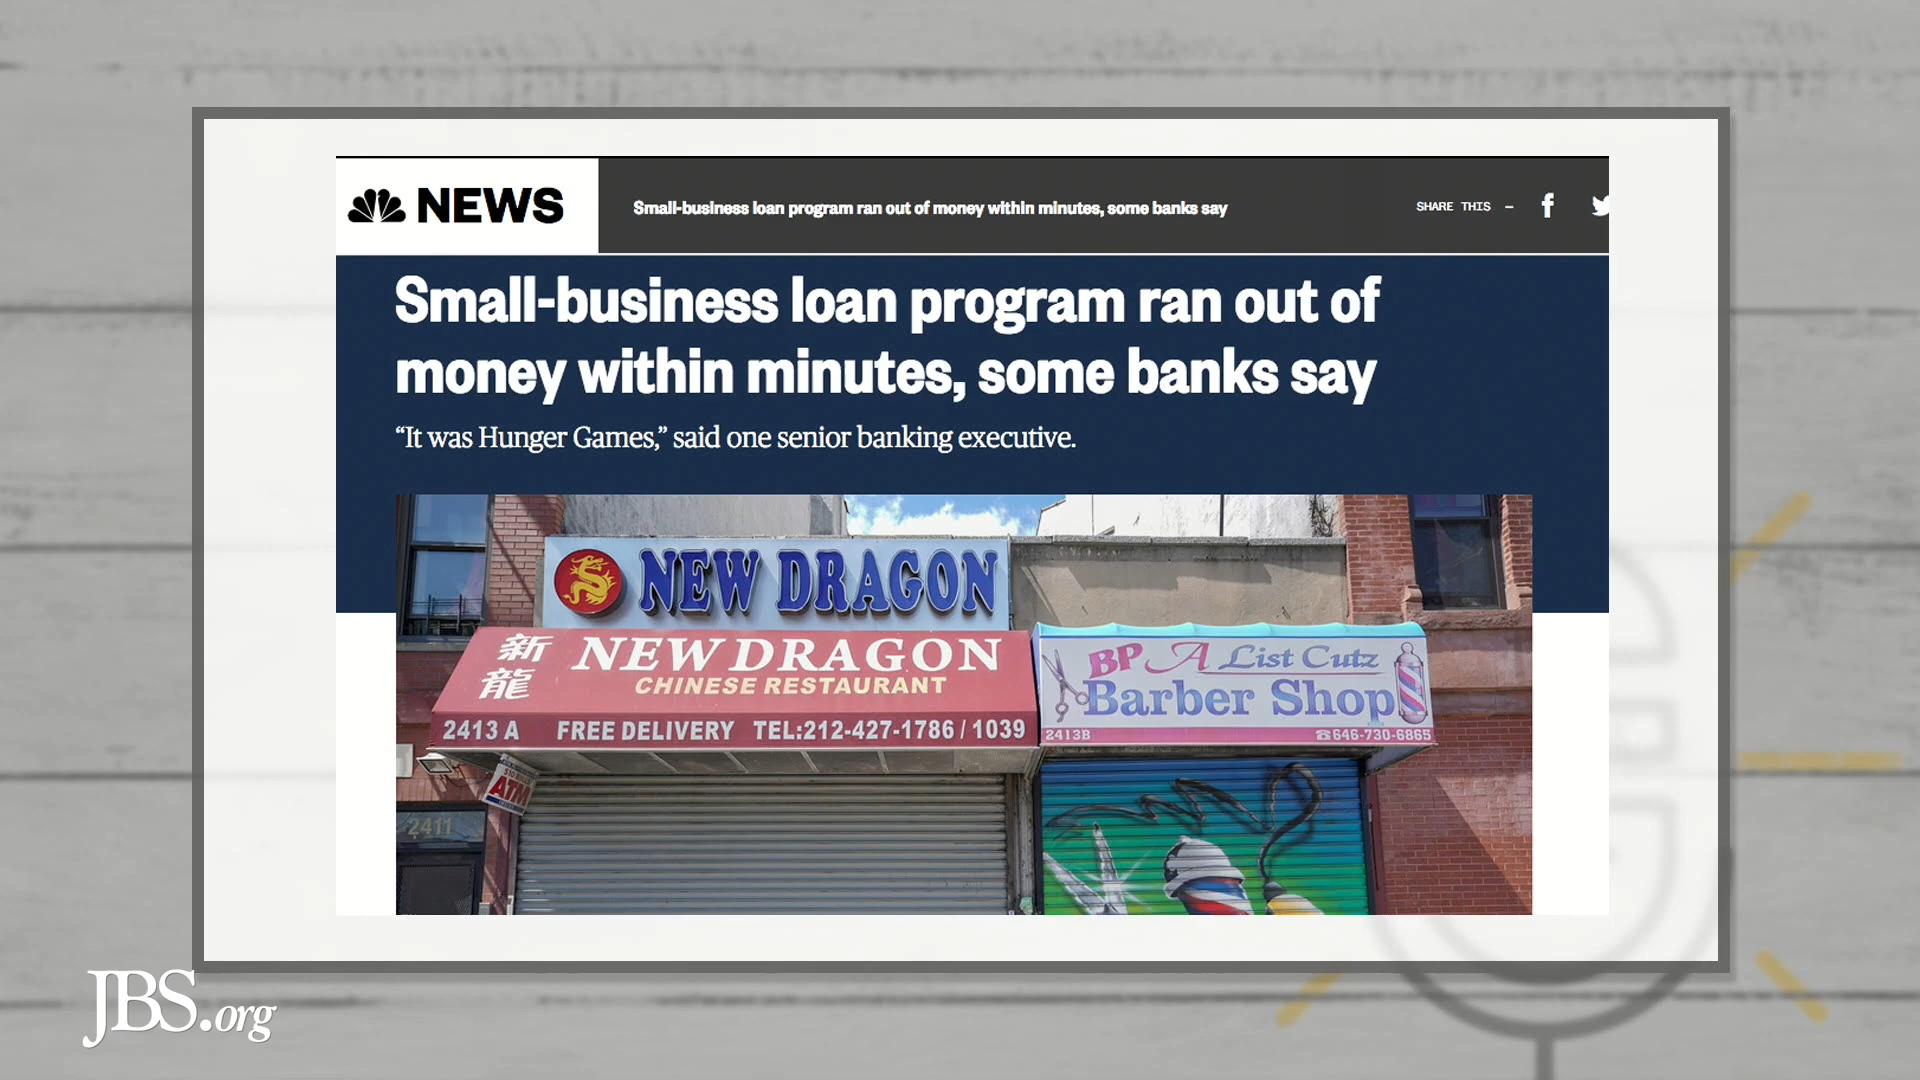 NEWS
Small-business loan program ran out of money within minutes, some banks say
SHARE THIS –
Small-business loan program ran out of
money within minutes, some banks say
“It was Hunger Games,” said one senior banking executive.
NEW DRAGON
新龍
NEW DRAGON
CHINESE RESTAURANT
2413 A FREE DELIVERY TEL:212-427-1786 / 1039
BP A List Cutz
Barber Shop
2413B ☎646-730-6865
ATM
2411
JBS.org